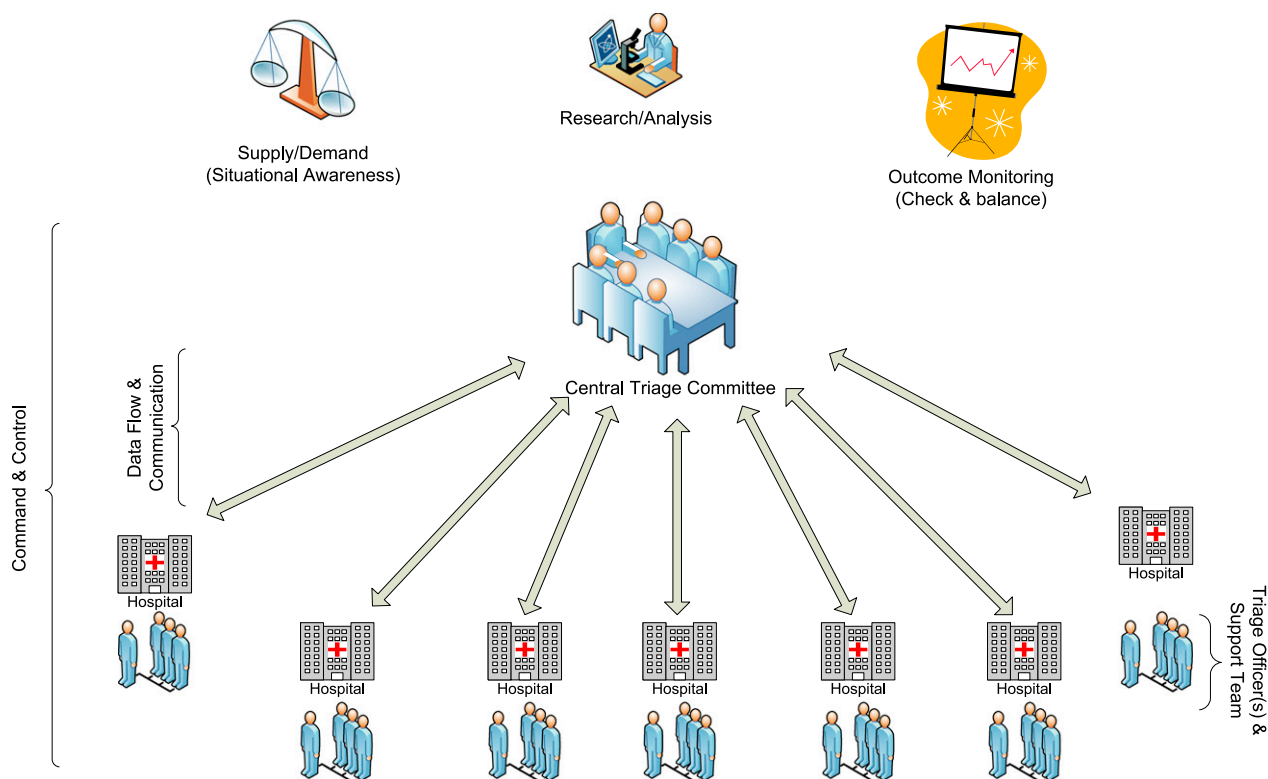 Research/Analysis
Supply/Demand
(Situational Awareness)
Outcome Monitoring
(Check & balance)
Central Triage Committee
Command & Control
Data Flow &
Communication
Hospital
Hospital
Hospital
Hospital
Hospital
Hospital
Hospital
Triage Officer(s) &
Support Team